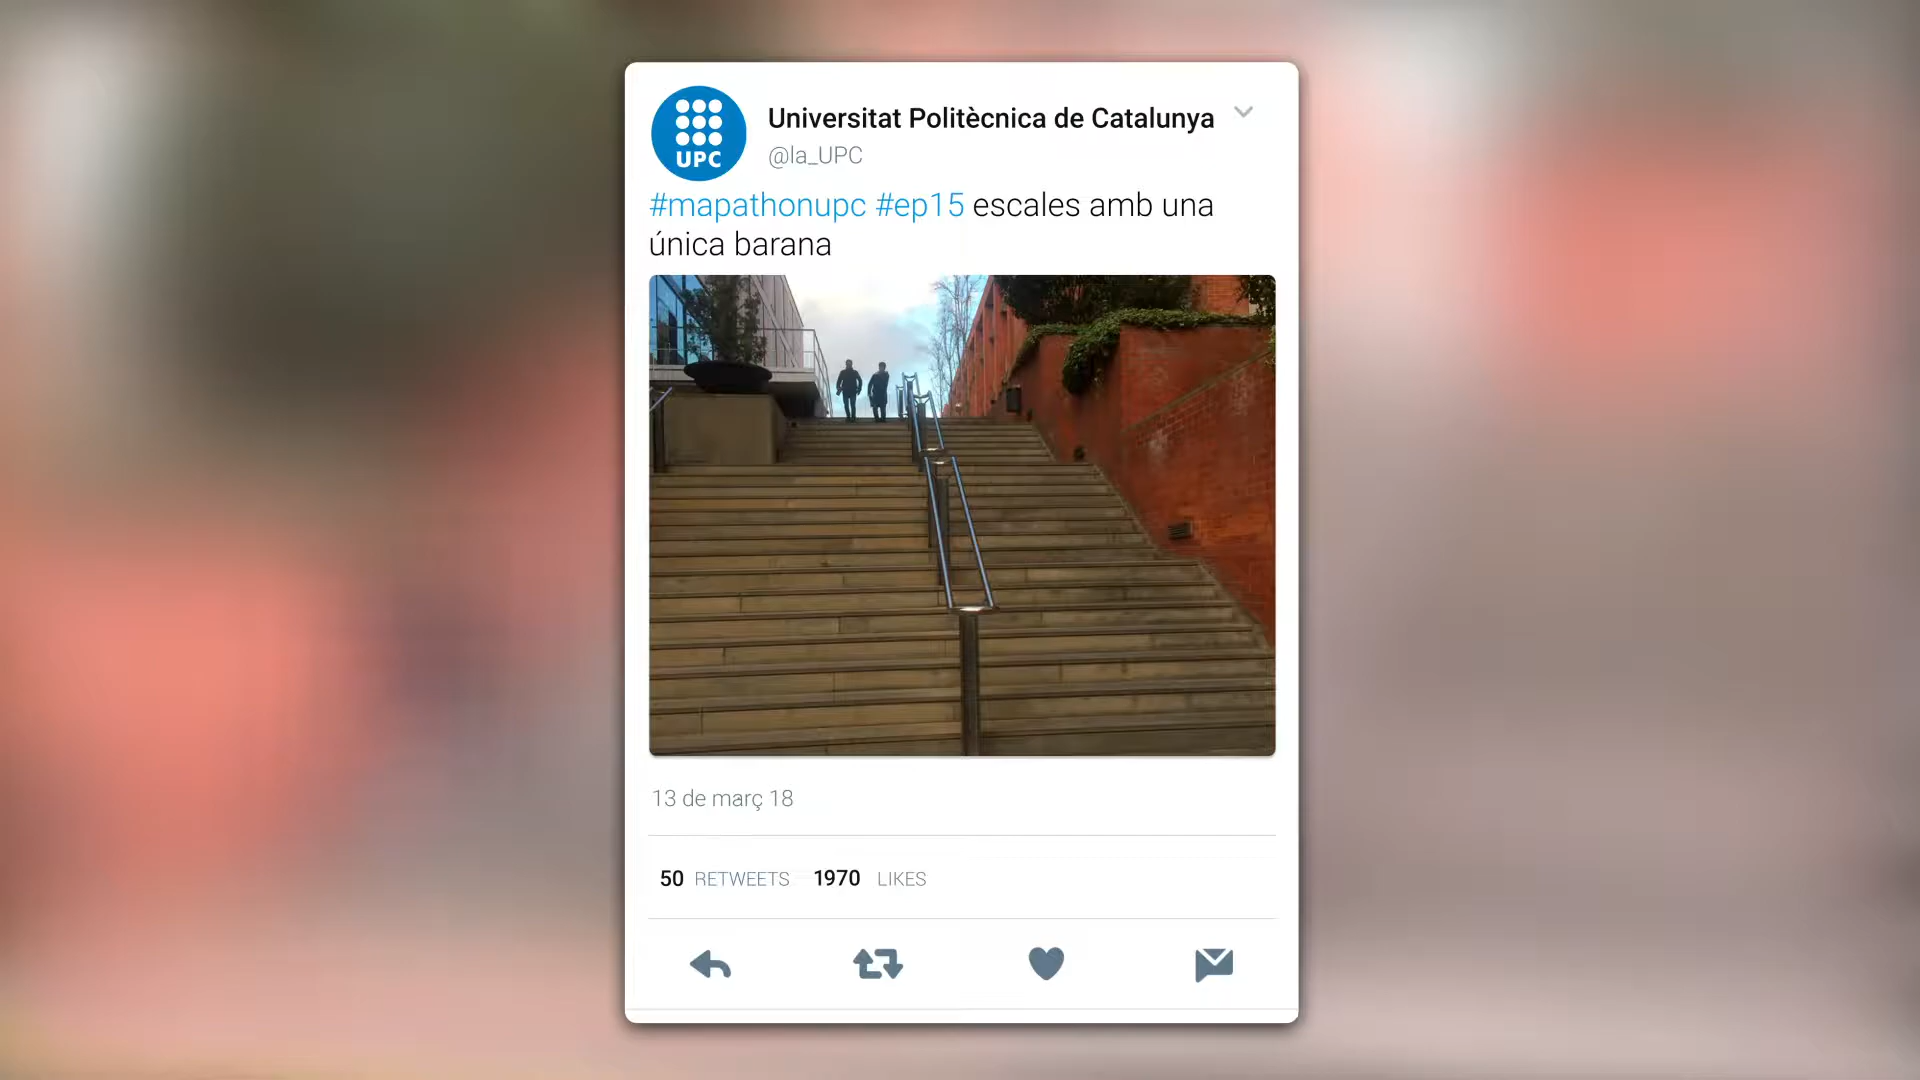 UPC
Universitat Politècnica de Catalunya
@la_UPC
#mapathonupc #ep15 escales amb una
única barana
13 de març 18
50 RETWEETS 1970 LIKES